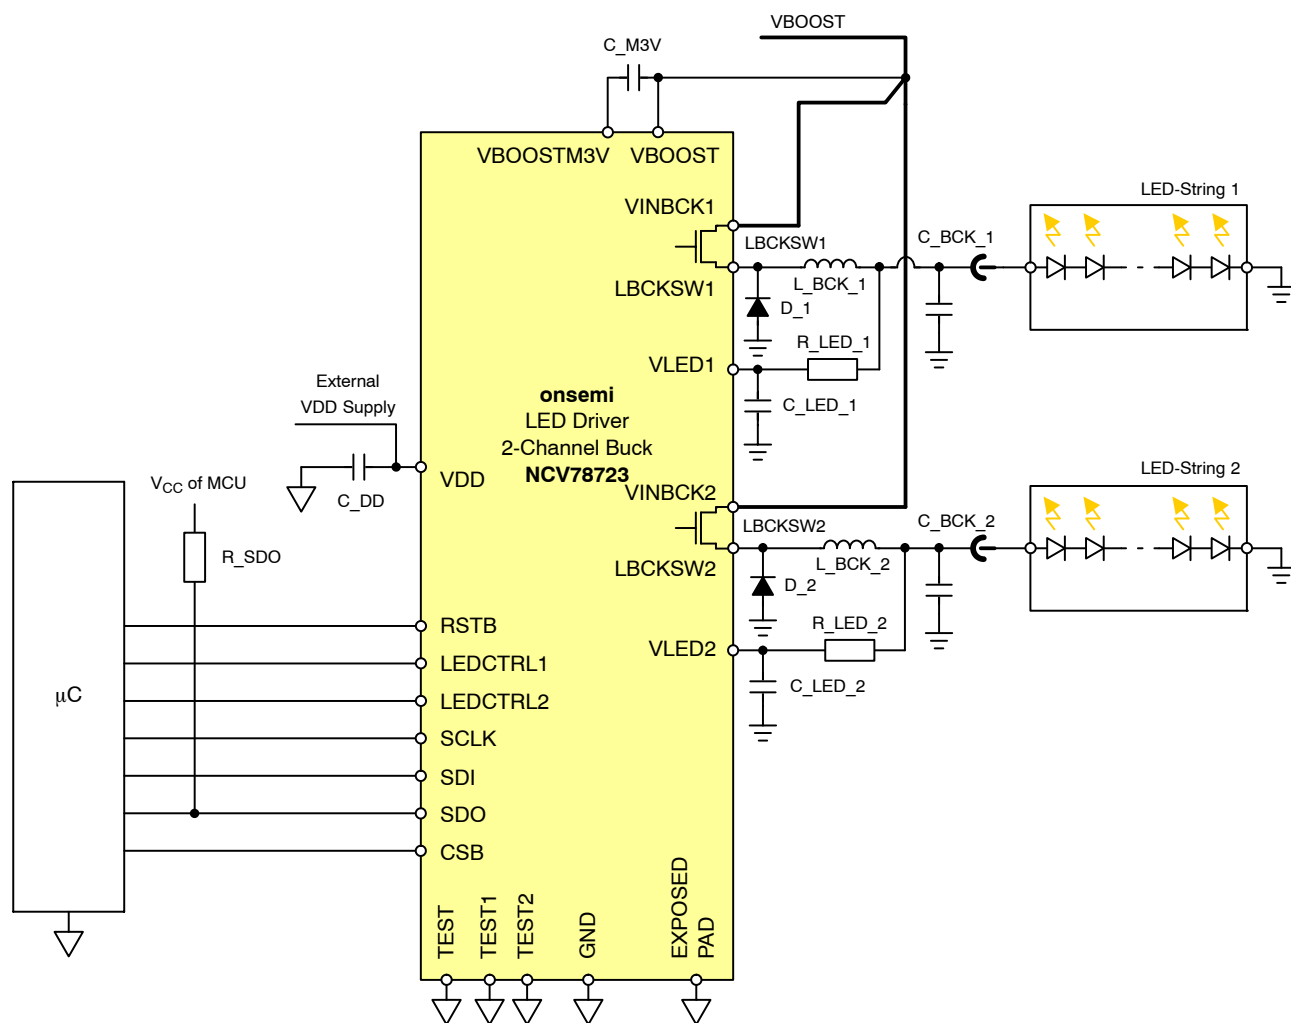 VBOOST
C_M3V
VBOOSTM3V
VBOOST
VINBCK1
LBCKSW1
LBCKSW1
L_BCK_1
C_BCK_1
LED-String 1
D_1
R_LED_1
VLED1
C_LED_1
External
VDD Supply
onsemi
LED Driver
2-Channel Buck
NCV78723
VDD
C_DD
VCC of MCU
R_SDO
VINBCK2
LBCKSW2
LBCKSW2
L_BCK_2
C_BCK_2
LED-String 2
D_2
R_LED_2
VLED2
C_LED_2
μC
RSTB
LEDCTRL1
LEDCTRL2
SCLK
SDI
SDO
CSB
TEST
TEST1
TEST2
GND
EXPOSED
PAD